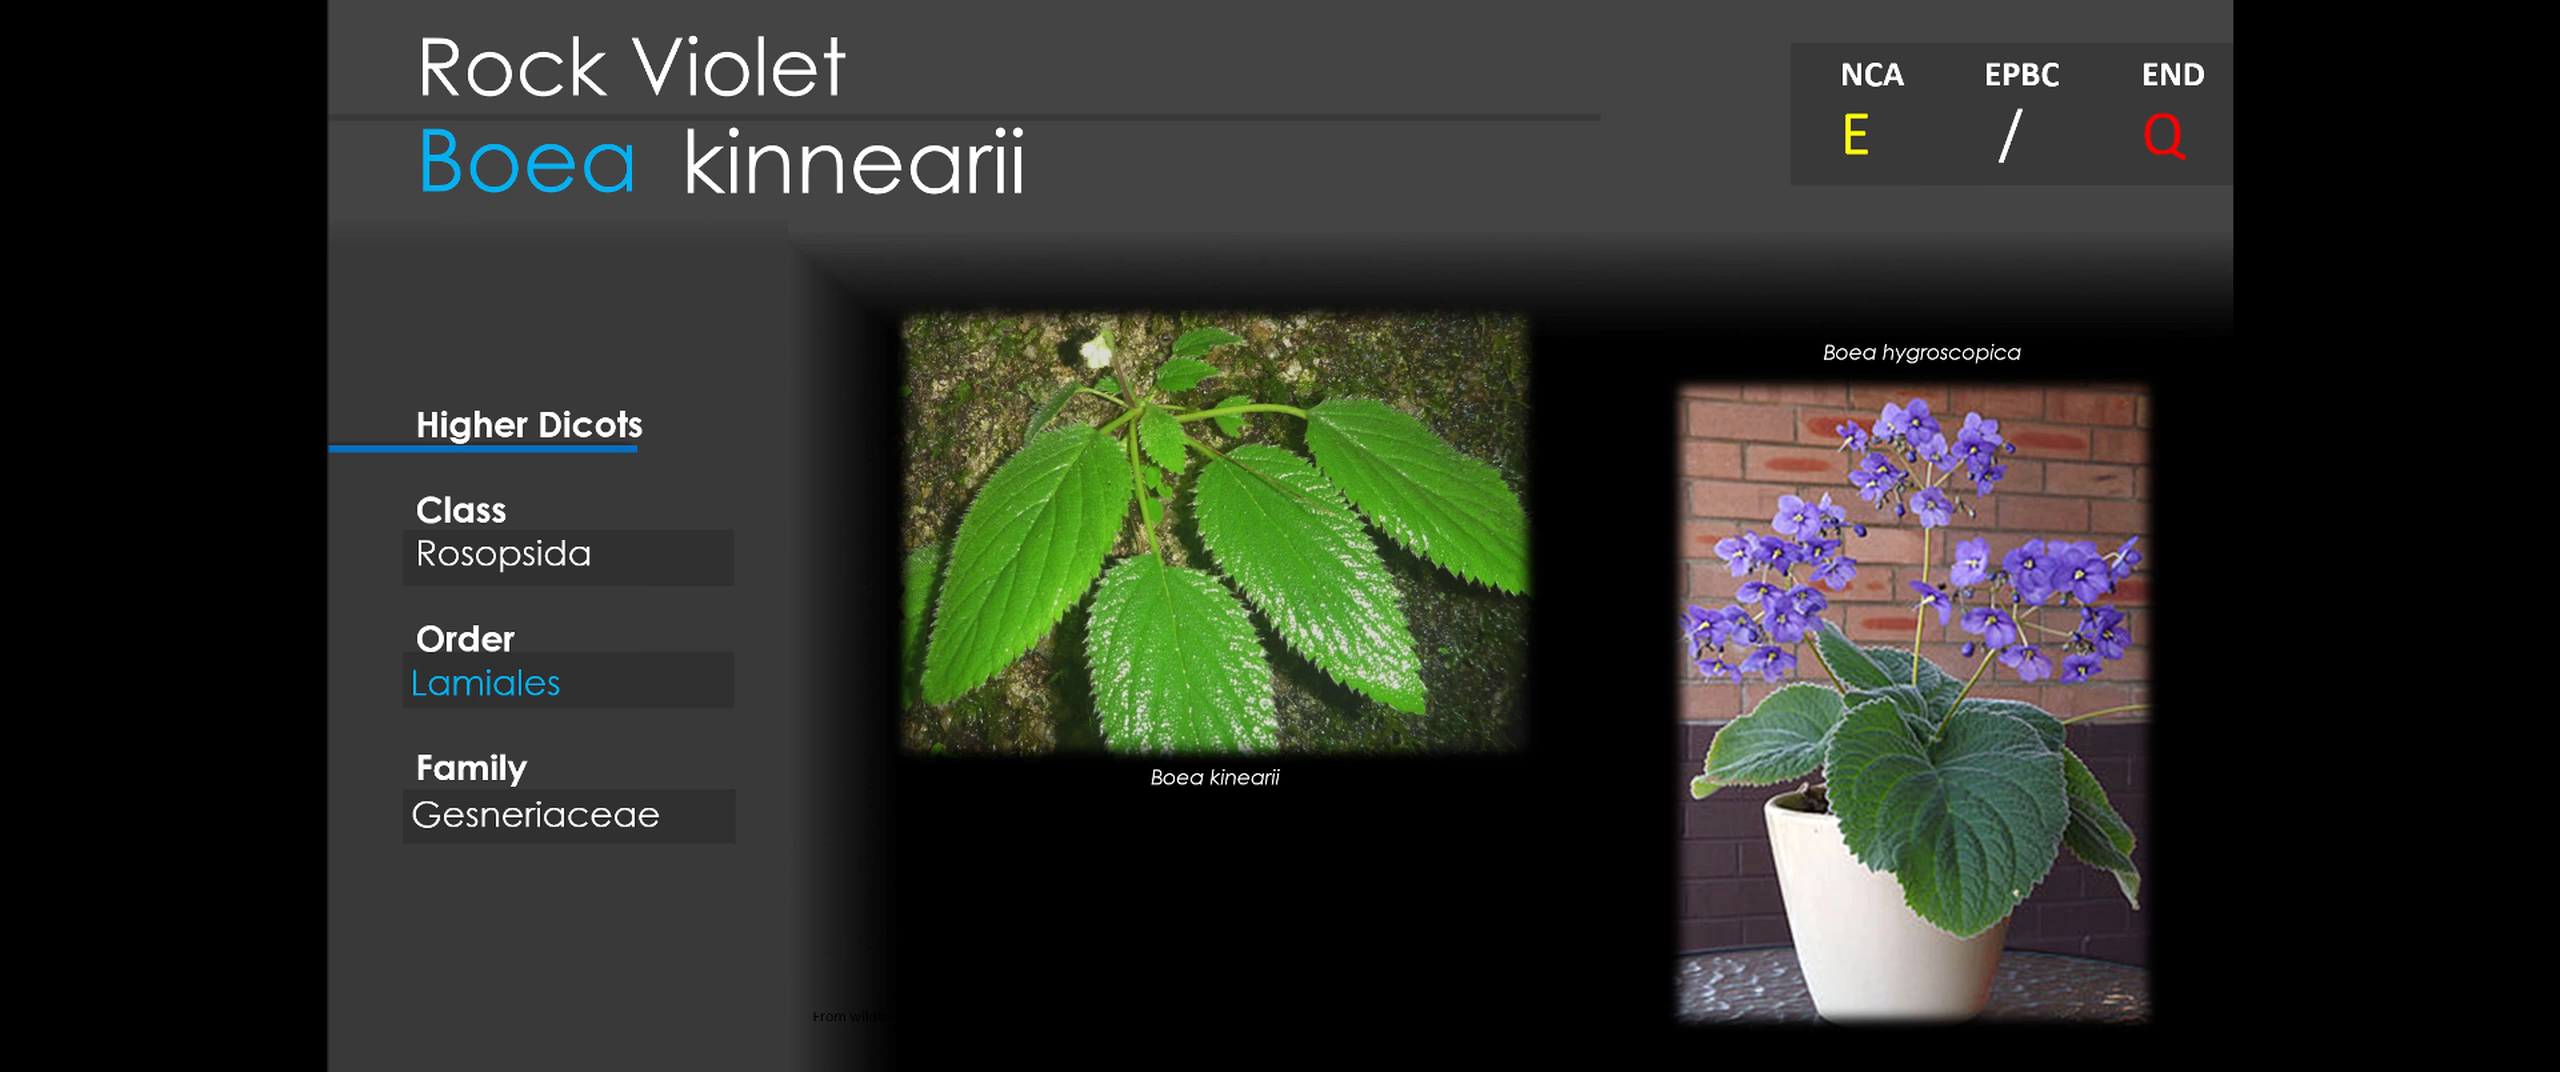 Rock Violet
Boea kinnearii
NCA EPBC END
E / Q
Higher Dicots
Class
Rosopsida
Order
Lamiales
Family
Gesneriaceae
Boea kinearii
Boea hygroscopica
From